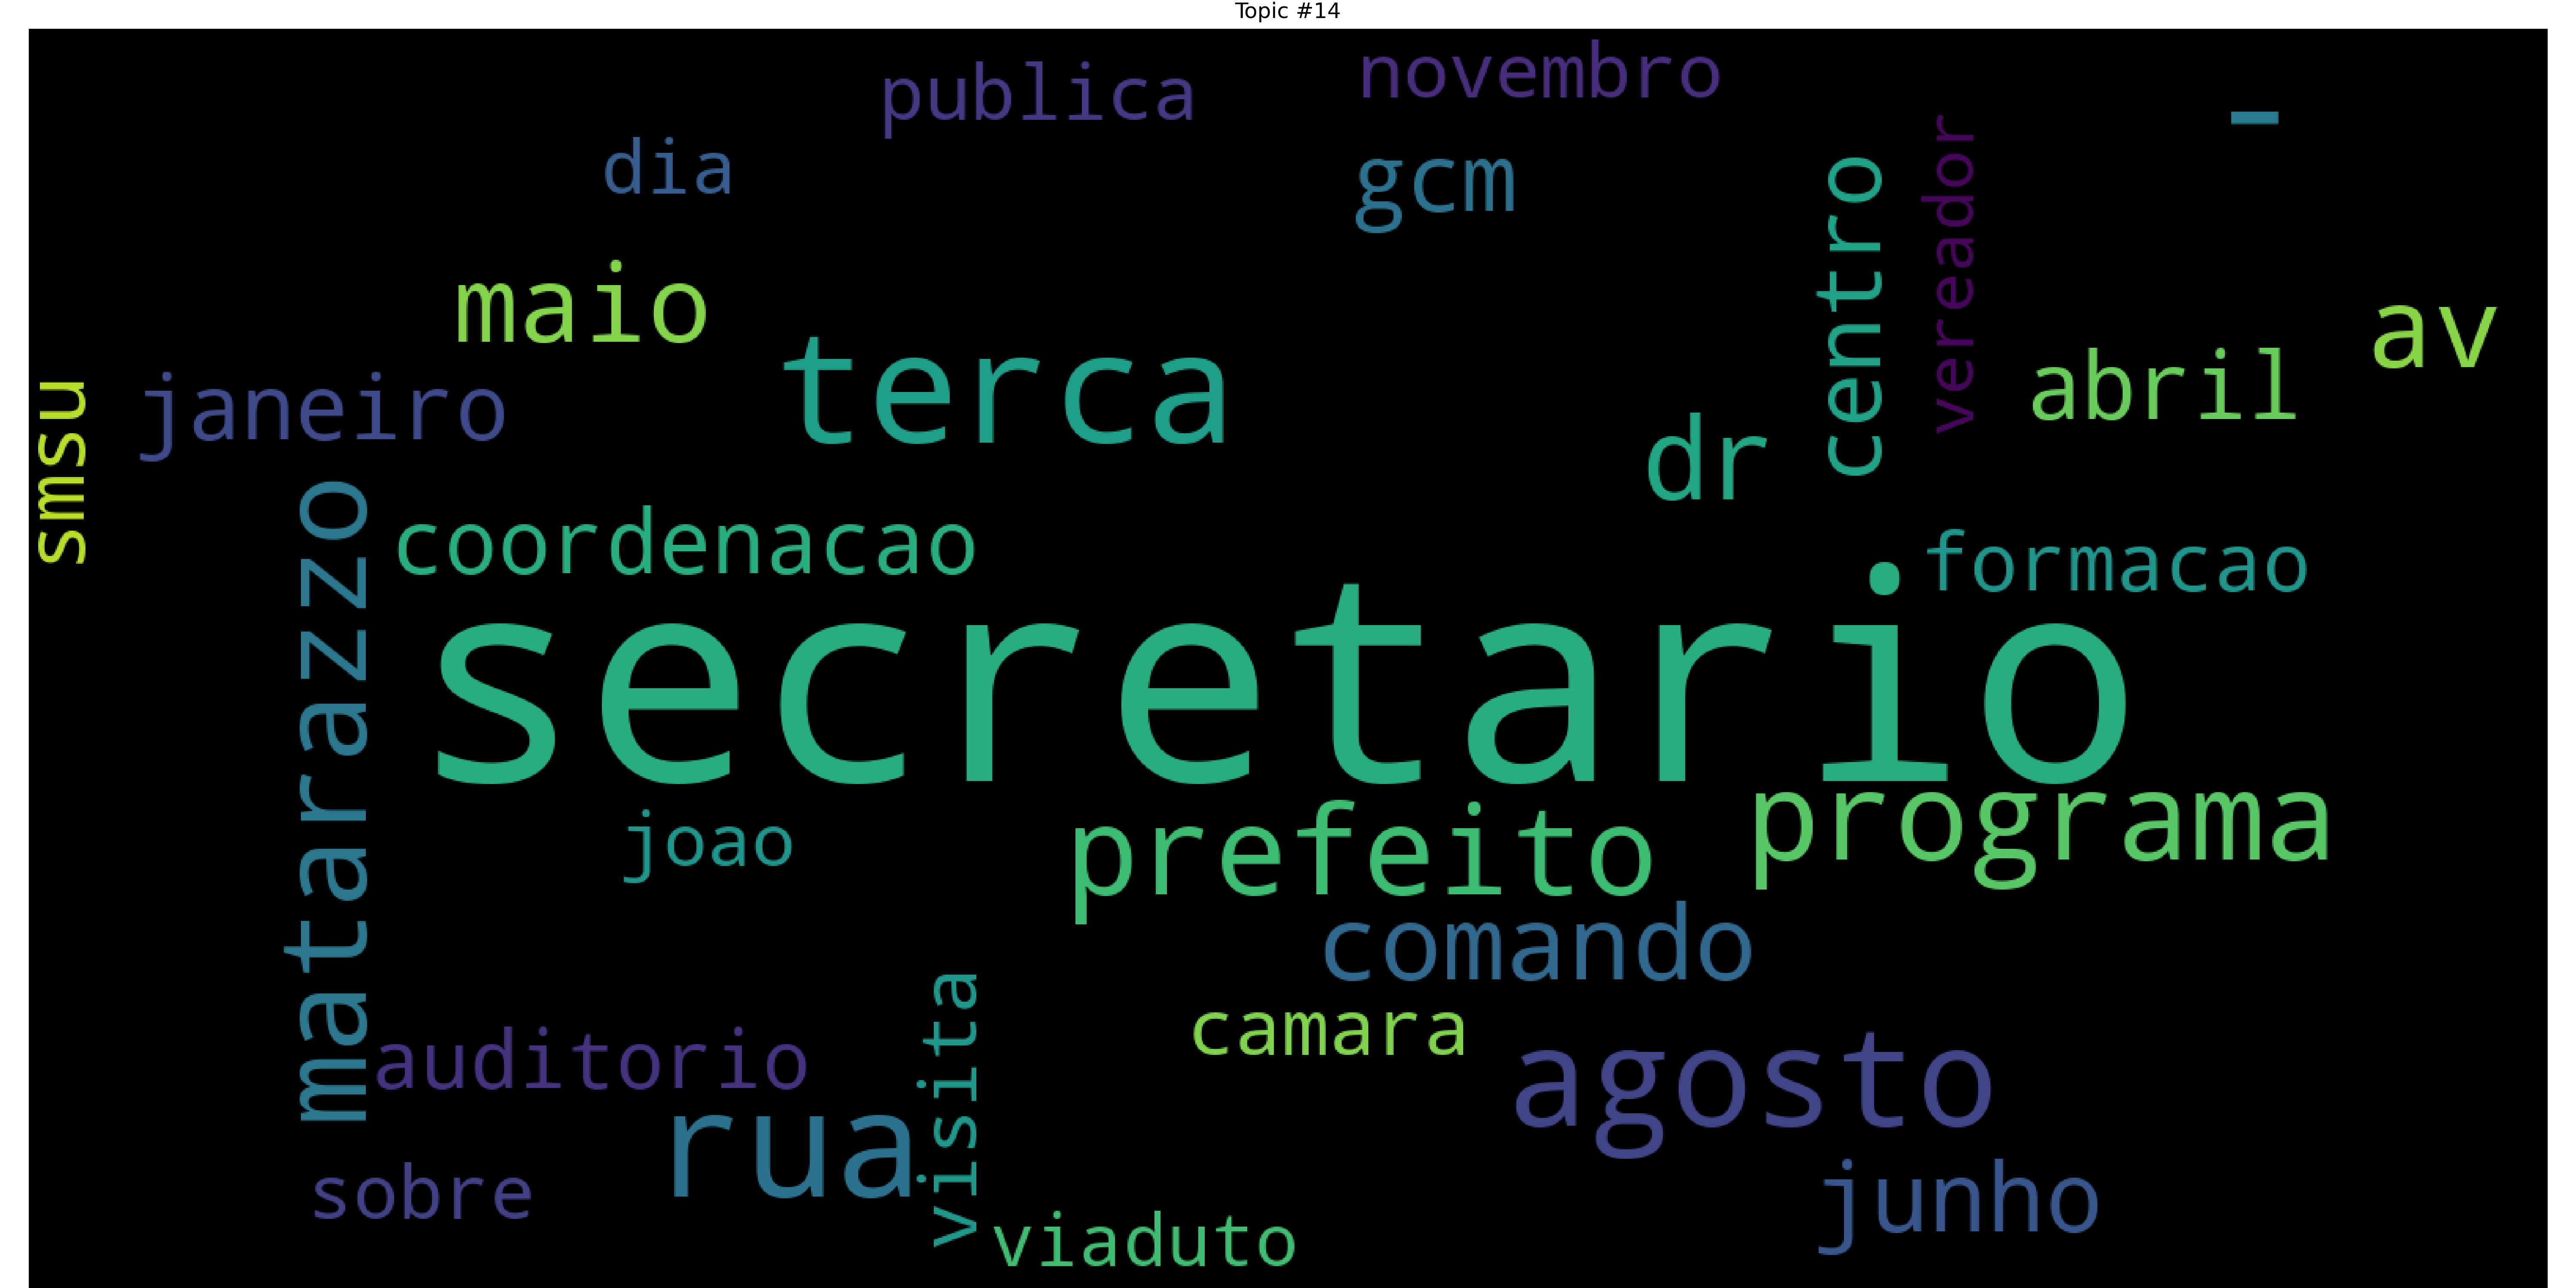 Topic #14
novembro
publica
-
dia
gcm
vereador
centro
maio
av
terca
abril
janeiro
smsu
dr
coordenacao
formacao
matarazzo
secretario
programa
joao
prefeito
comando
camara
auditorio
visita
agosto
rua
sobre
junho
viaduto